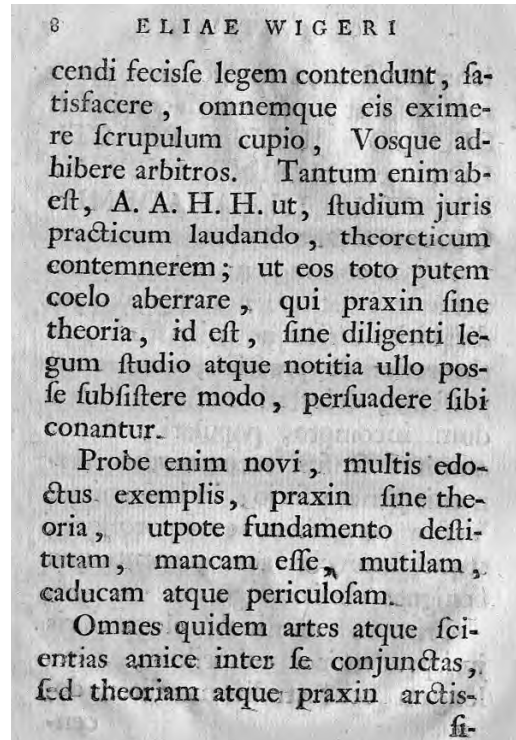 8 ELIAE WIGERI
cendi fecisſe legem contendunt, ſa-
tisfacere, omnemque eis exime-
re ſcrupulum cupio, Vosque ad-
hibere arbitros. Tantum enim ab-
eſt, A. A. H. H. ut, ſtudium juris
practicum laudando, theoreticum
contemnerem; ut eos toto putem
coelo aberrare, qui praxin ſine
theoria, id eſt, ſine diligenti le-
gum ſtudio atque notitia ullo pos-
ſe ſubſiſtere modo, perſuadere ſibi
conantur.
Probe enim novi, multis edo-
ctus exemplis, praxin ſine the-
oria, utpote fundamento deſti-
tutam, mancam eſſe, mutilam,
caducam atque periculoſam.
Omnes quidem artes atque ſci-
entias amice inter ſe conjunctas,
ſed theoriam atque praxin arctis-
ſi-